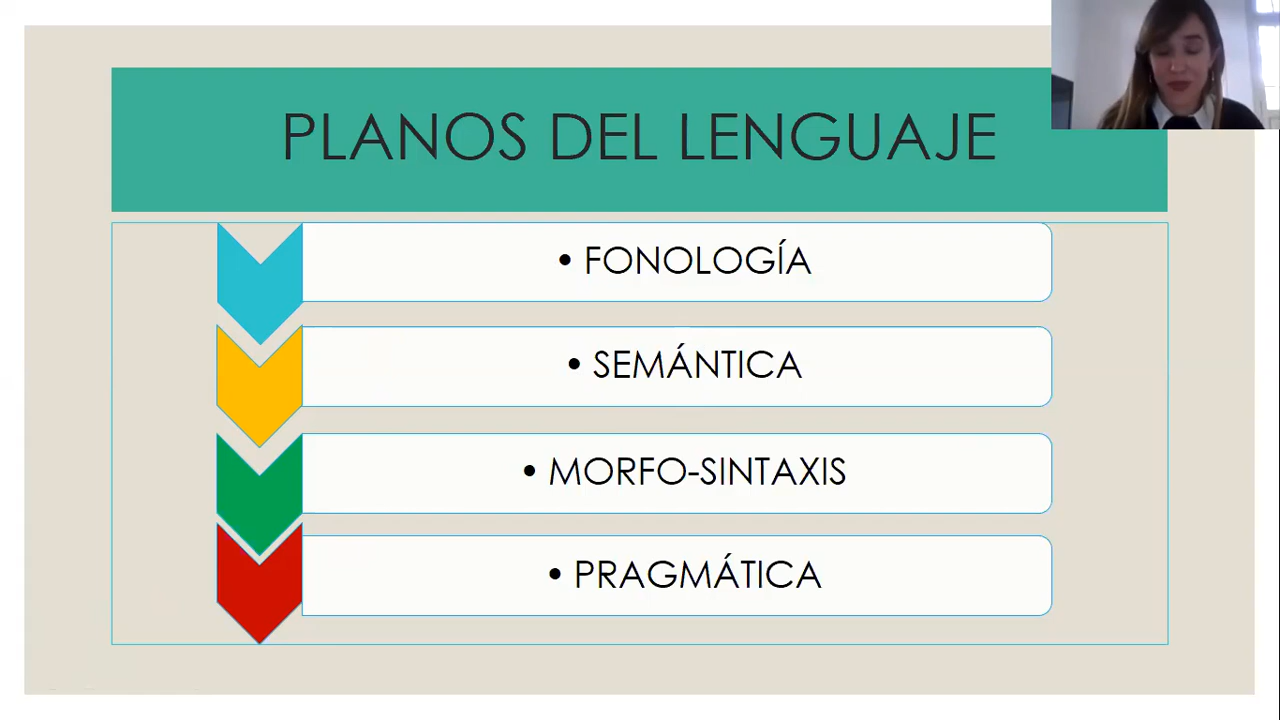 PLANOS DEL LENGUAJE
• FONOLOGÍA
• SEMÁNTICA
• MORFO-SINTAXIS
• PRAGMÁTICA